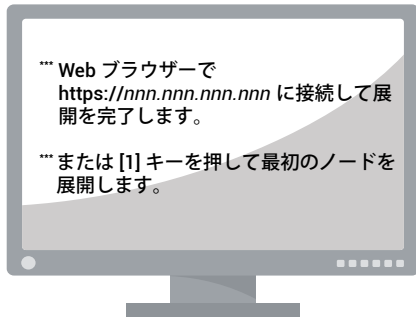 *** Web ブラウザーで
https://nnn.nnn.nnn.nnn に接続して展
開を完了します。
*** または [1] キーを押して最初のノードを
展開します。